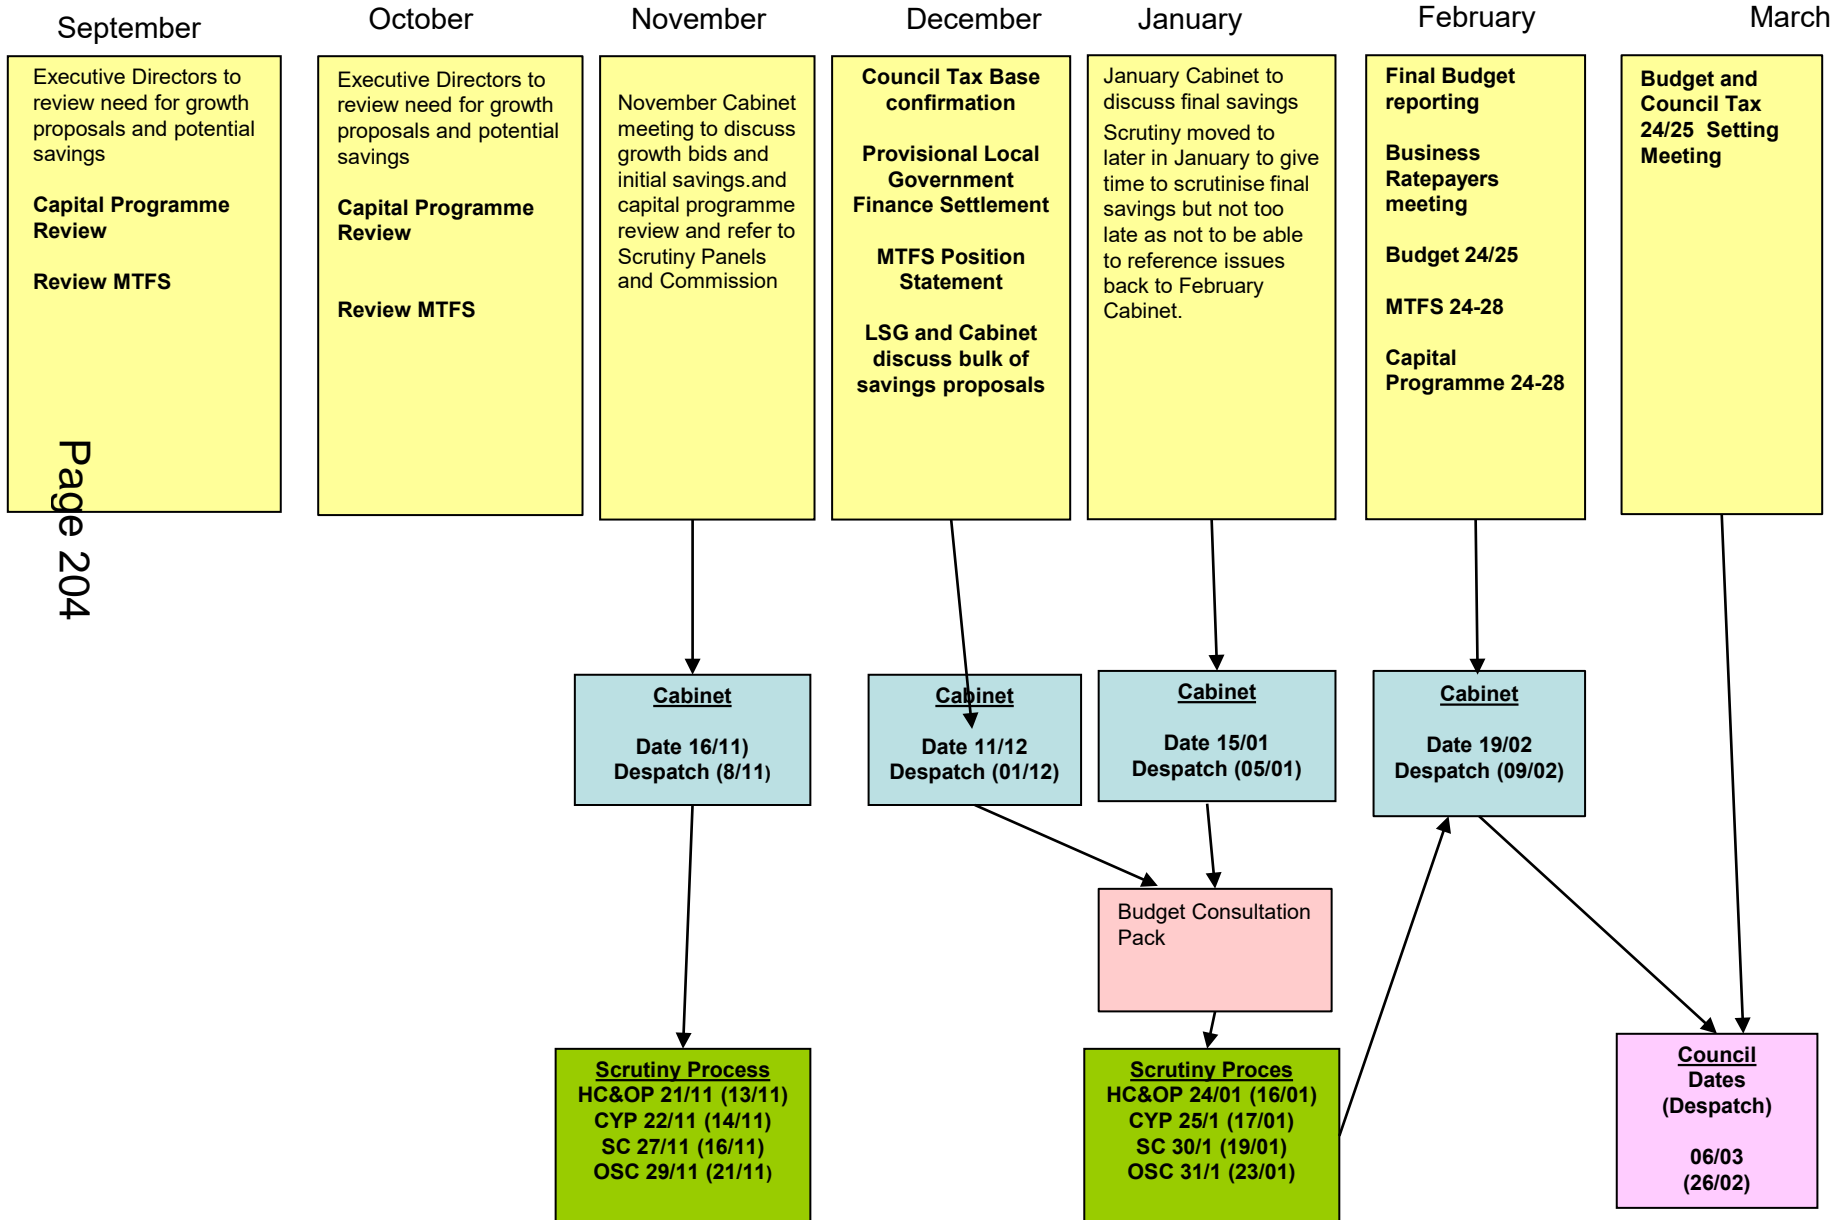 September
October
November
December
January
February
March
Executive Directors to
review need for growth
proposals and potential
savings
Capital Programme
Review
Review MTFS
Executive Directors to
review need for growth
proposals and potential
savings
Capital Programme
Review
Review MTFS
November Cabinet
meeting to discuss
growth bids and
initial savings.and
capital programme
review and refer to
Scrutiny Panels
and Commission
Council Tax Base
confirmation
Provisional Local
Government
Finance Settlement
MTFS Position
Statement
LSG and Cabinet
discuss bulk of
savings proposals
January Cabinet to
discuss final savings
Scrutiny moved to
later in January to give
time to scrutinise final
savings but not too
late as not to be able
to reference issues
back to February
Cabinet.
Final Budget
reporting
Business
Ratepayers
meeting
Budget 24/25
MTFS 24-28
Capital
Programme 24-28
Budget and
Council Tax
24/25  Setting
Meeting
Page 204
Cabinet
Date 16/11)
Despatch (8/11)
Cabinet
Date 11/12
Despatch (01/12)
Cabinet
Date 15/01
Despatch (05/01)
Cabinet
Date 19/02
Despatch (09/02)
Budget Consultation
Pack
Scrutiny Process
HC&OP 21/11 (13/11)
CYP 22/11 (14/11)
SC 27/11 (16/11)
OSC 29/11 (21/11)
Scrutiny Proces
HC&OP 24/01 (16/01)
CYP 25/1 (17/01)
SC 30/1 (19/01)
OSC 31/1 (23/01)
Council
Dates
(Despatch)
06/03
(26/02)